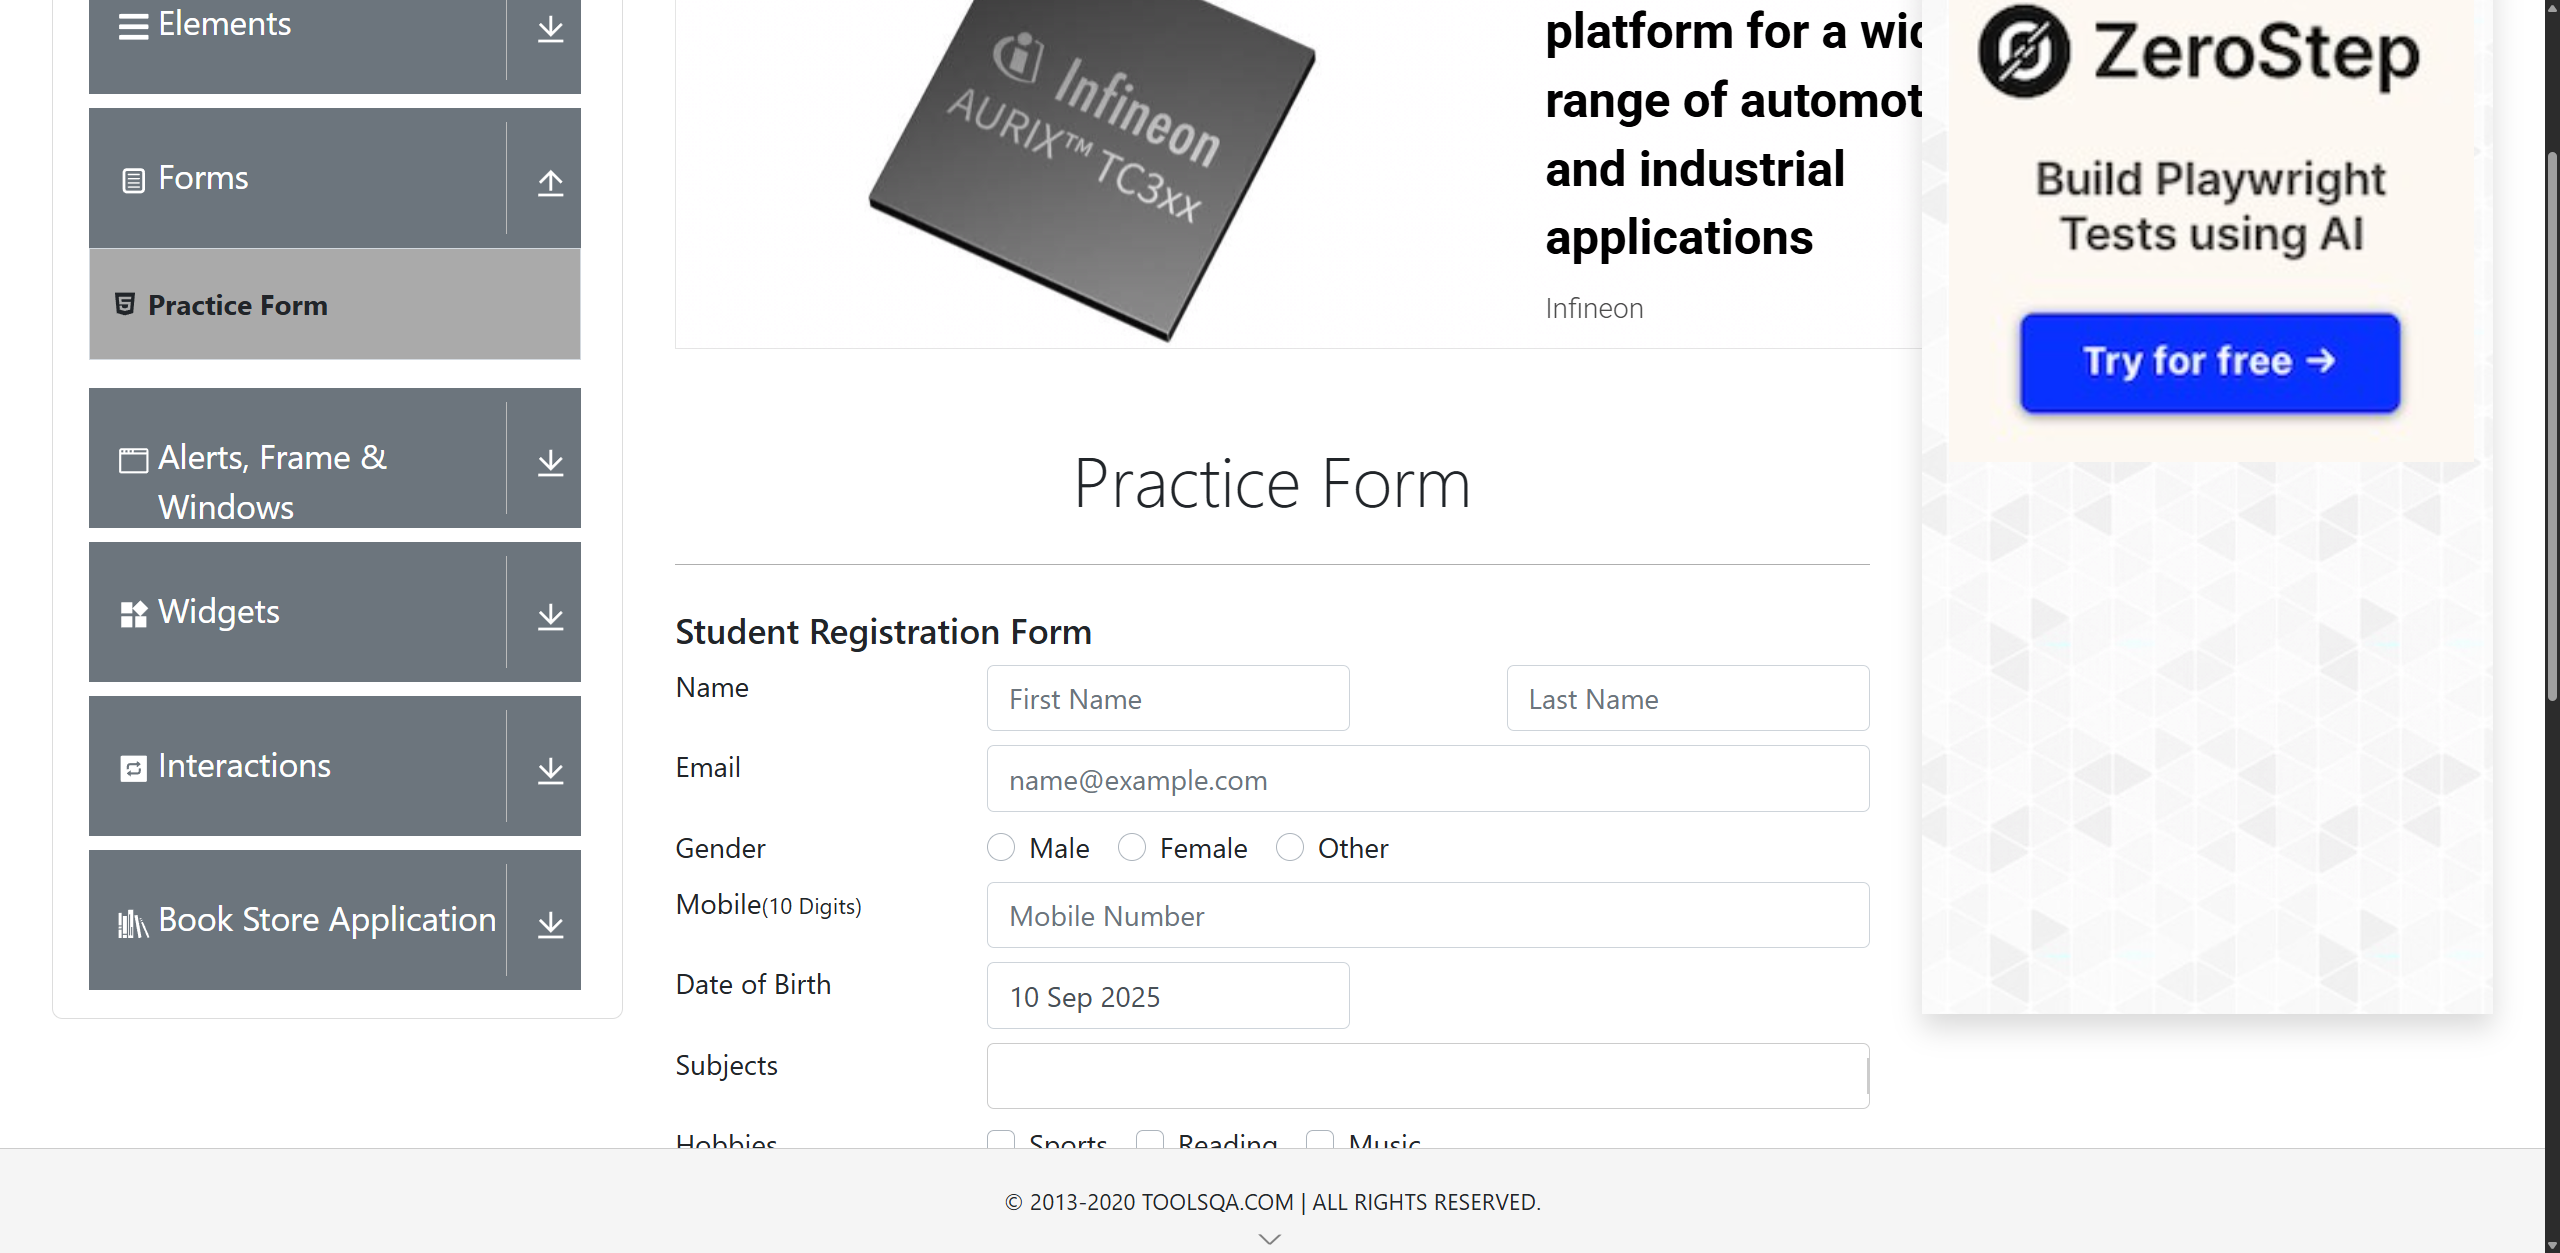 Elements
Forms
Practice Form
Alerts, Frame &
Windows
Widgets
Interactions
Book Store Application
Infineon
AURIX™ TC3xx
platform for a wid
range of automot
and industrial
applications
Infineon
ZeroStep
Build Playwright
Tests using AI
Try for free →
Practice Form
Student Registration Form
Name
First Name
Last Name
Email
name@example.com
Gender
Male
Female
Other
Mobile(10 Digits)
Mobile Number
Date of Birth
10 Sep 2025
Subjects
Hobbies
Sports
Reading
Music
© 2013-2020 TOOLSQA.COM | ALL RIGHTS RESERVED.